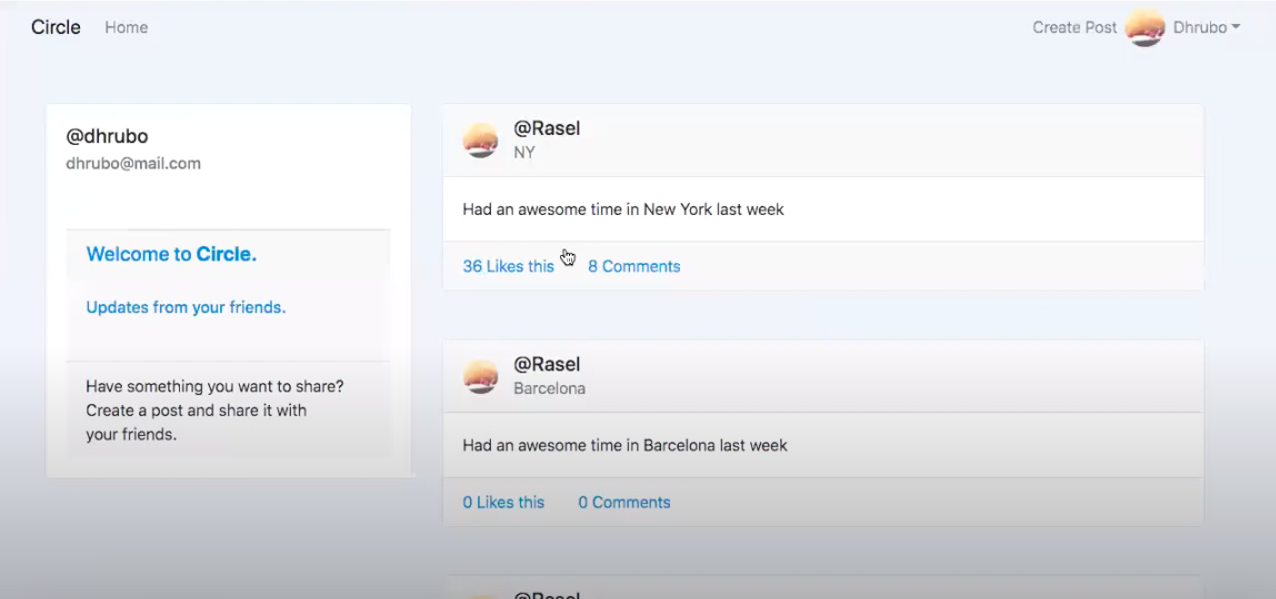 Circle Home Create Post Dhrubo
@dhrubo
dhrubo@mail.com
Welcome to Circle.
Updates from your friends.
Have something you want to share?
Create a post and share it with
your friends.
@Rasel
NY
Had an awesome time in New York last week
36 Likes this 8 Comments
@Rasel
Barcelona
Had an awesome time in Barcelona last week
0 Likes this 0 Comments
@Rasel